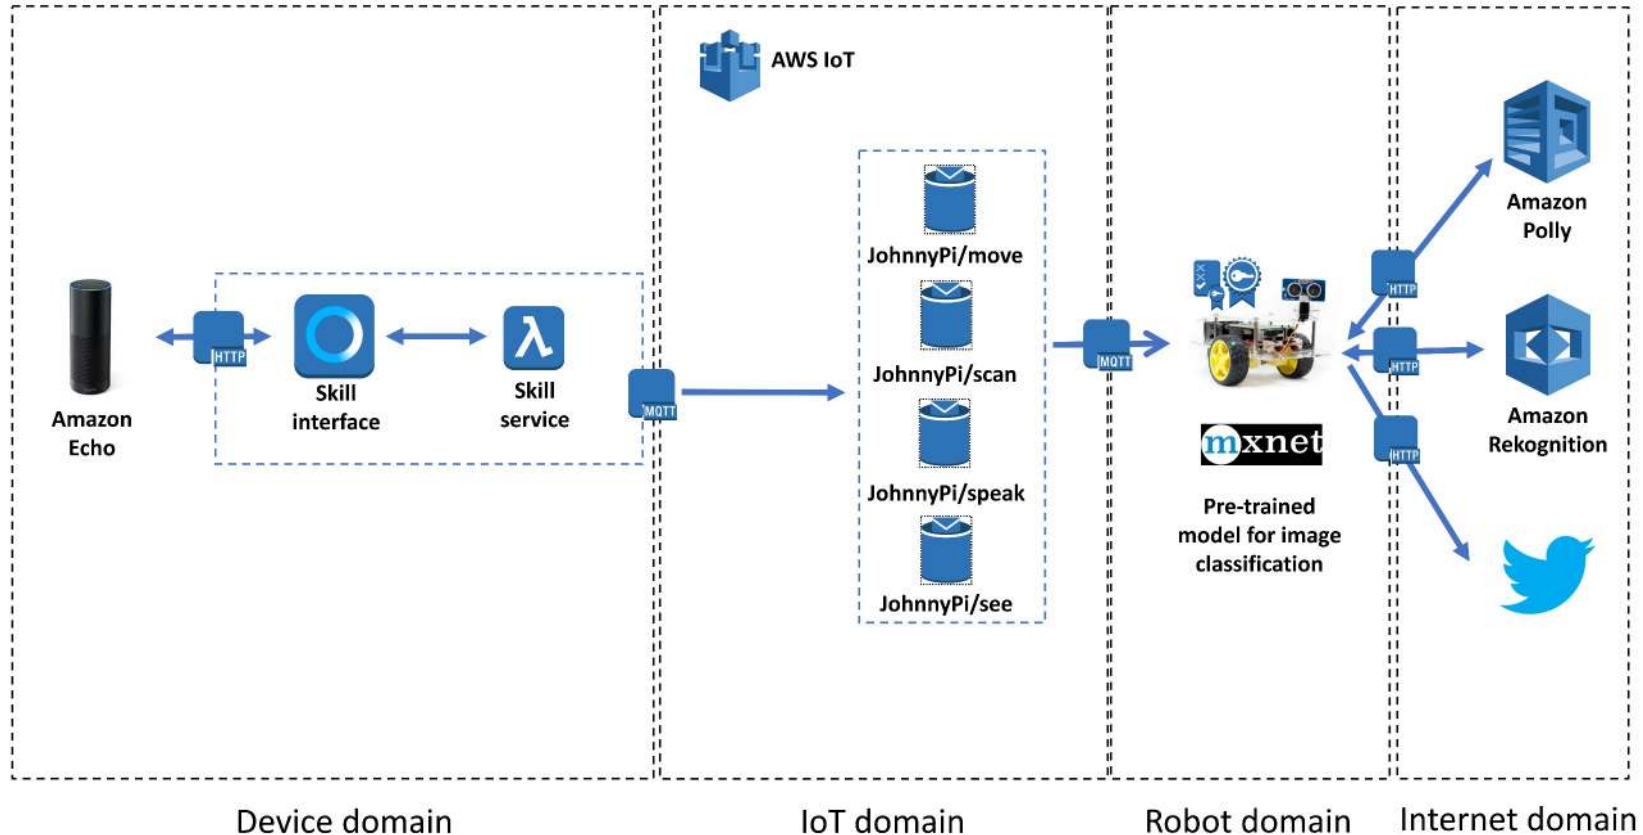 AWS IoT
Amazon
Echo
HTTP
Skill
interface
λ
Skill
service
MQTT
JohnnyPi/move
JohnnyPi/scan
JohnnyPi/speak
JohnnyPi/see
MQTT
mxnet
Pre-trained
model for image
classification
HTTP
HTTP
HTTP
Amazon
Polly
Amazon
Rekognition
Device domain
IoT domain
Robot domain
Internet domain